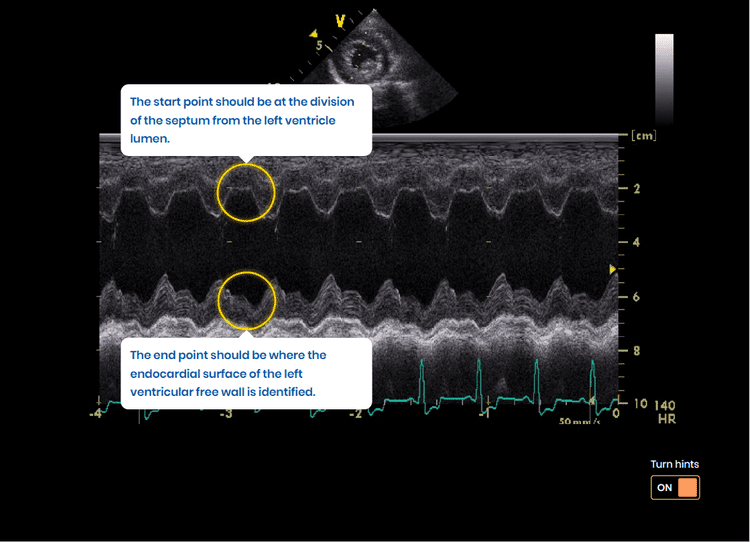 V
5
The start point should be at the division
of the septum from the left ventricle
lumen.
[cm]
2
4
6
The end point should be where the
endocardial surface of the left
ventricular free wall is identified.
8
10 140
HR
-4 -3 -2 -1 0
50 mm/s
Turn hints
ON